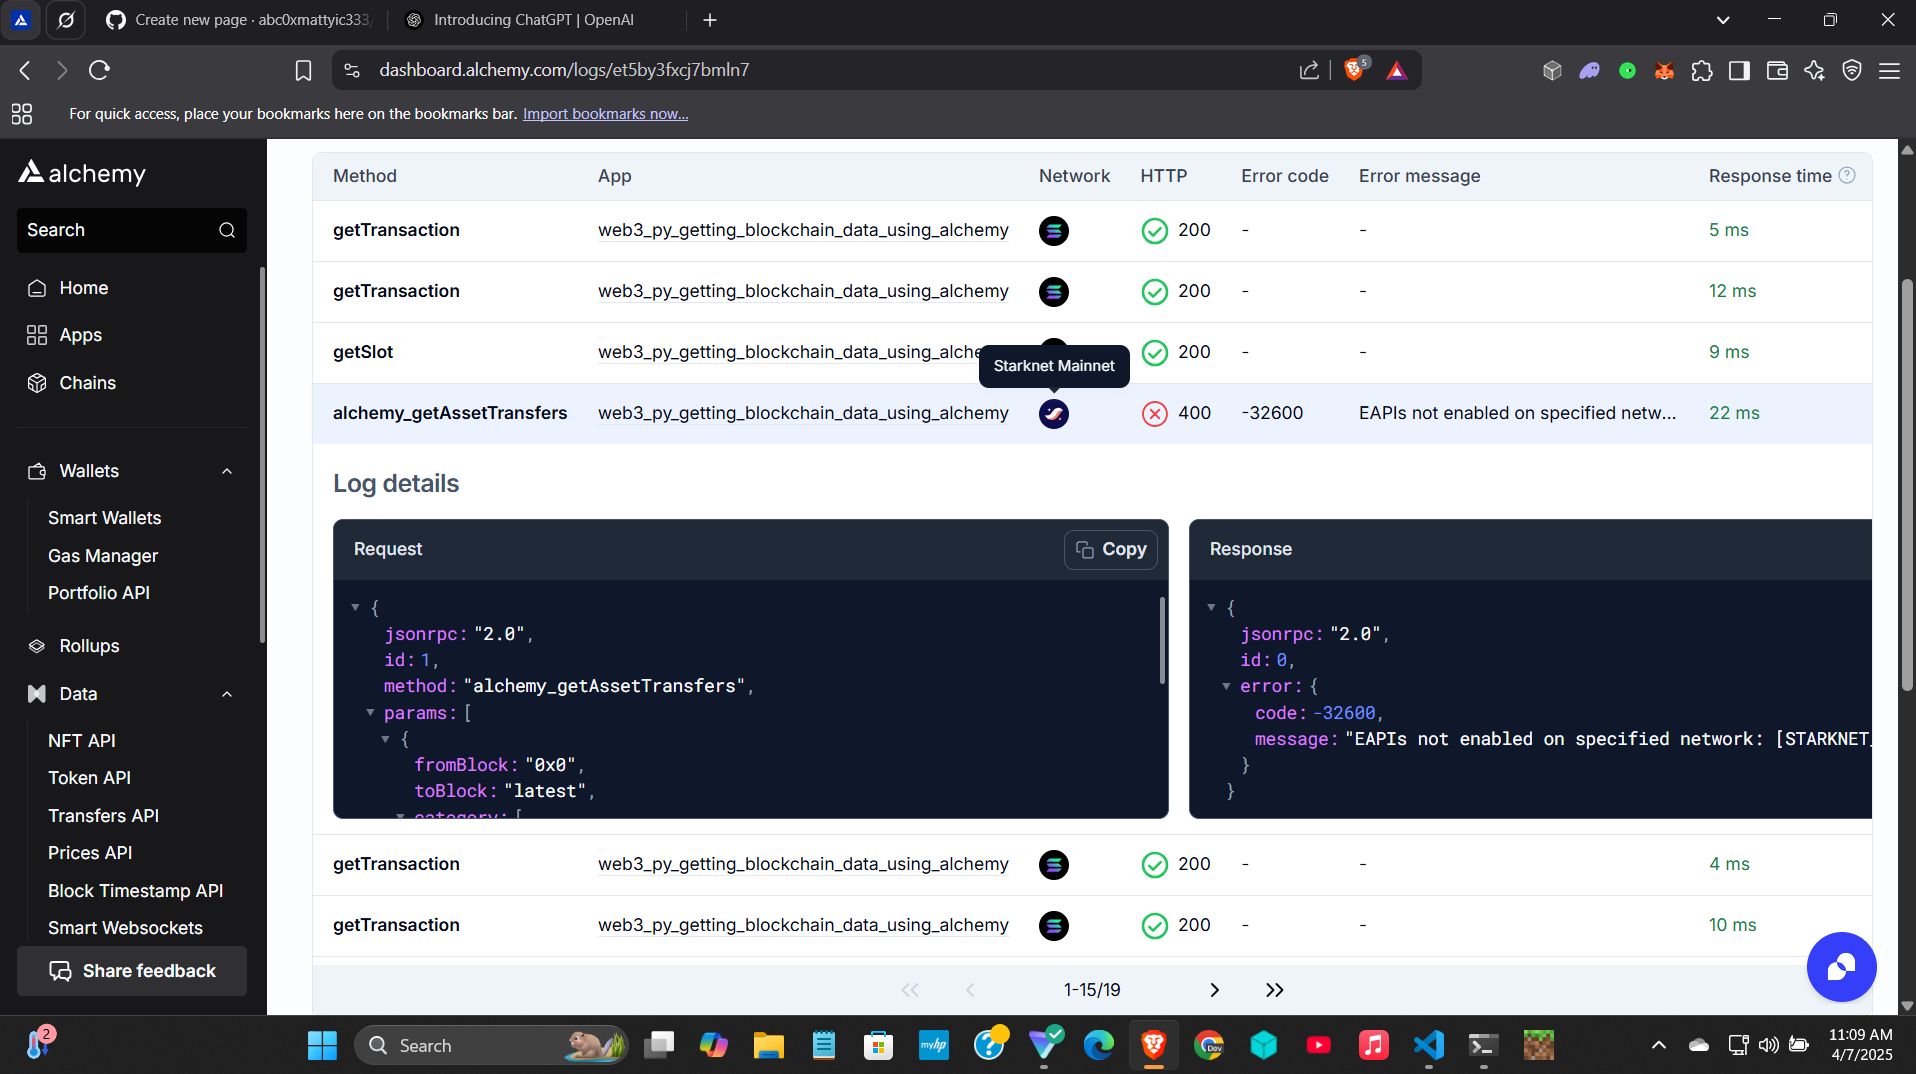 Create new page · abc0xmattyic333/
Introducing ChatGPT | OpenAI
dashboard.alchemy.com/logs/et5by3fxcj7bmln7
5
For quick access, place your bookmarks here on the bookmarks bar. Import bookmarks now...
alchemy
Search
Home
Apps
Chains
Wallets
Smart Wallets
Gas Manager
Portfolio API
Rollups
Data
NFT API
Token API
Transfers API
Prices API
Block Timestamp API
Smart Websockets
Share feedback
Method App Network HTTP Error code Error message Response time ?
getTransaction web3_py_getting_blockchain_data_using_alchemy 200 - - 5 ms
getTransaction web3_py_getting_blockchain_data_using_alchemy 200 - - 12 ms
getSlot web3_py_getting_blockchain_data_using_alche 200 - - 9 ms
Starknet Mainnet
alchemy_getAssetTransfers web3_py_getting_blockchain_data_using_alchemy 400 -32600 EAPIs not enabled on specified netw... 22 ms
Log details
Request
Copy
{
jsonrpc: "2.0",
id: 1,
method: "alchemy_getAssetTransfers",
params: [
{
fromBlock: "0x0",
toBlock: "latest",
category: [
Response
{
jsonrpc: "2.0",
id: 0,
error: {
code: -32600,
message: "EAPIs not enabled on specified network: [STARKNET_
}
}
getTransaction web3_py_getting_blockchain_data_using_alchemy 200 - - 4 ms
getTransaction web3_py_getting_blockchain_data_using_alchemy 200 - - 10 ms
1-15/19
2
Search
myhp
Dev
11:09 AM
4/7/2025